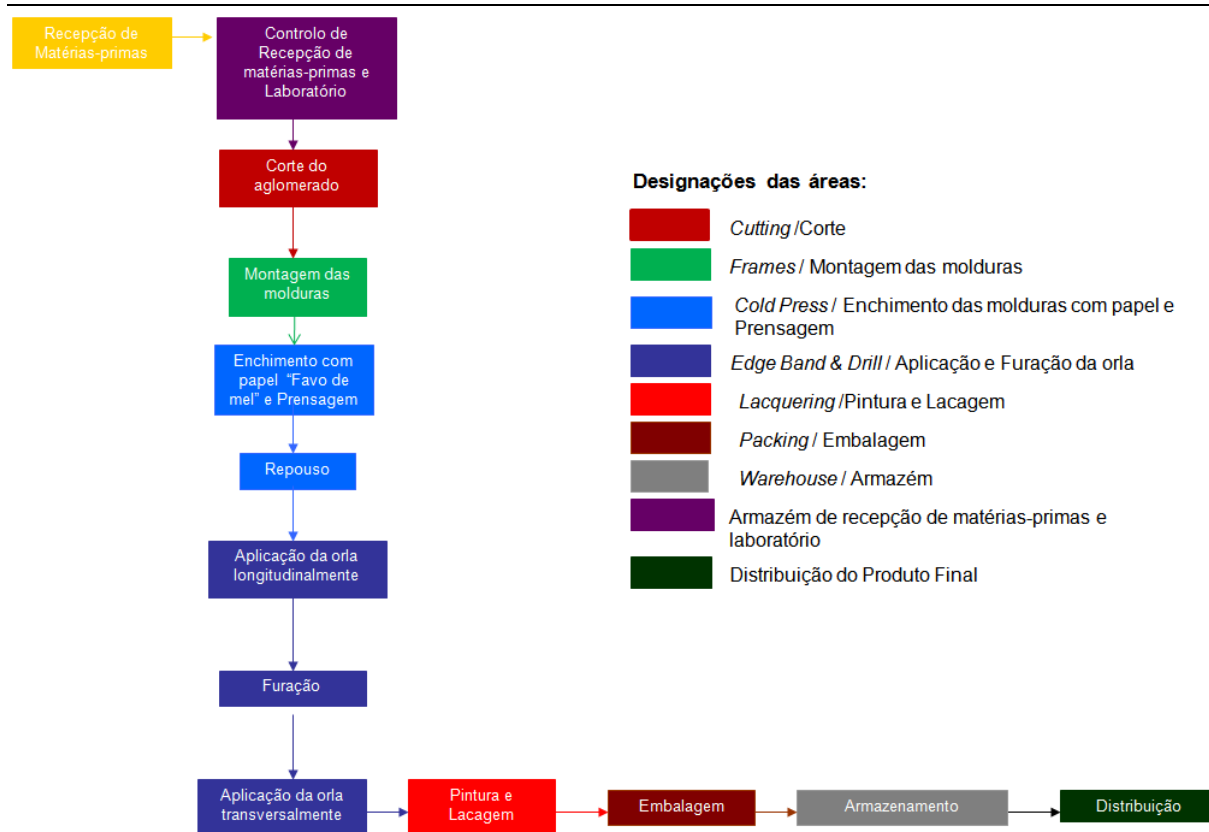 Recepção de
Matérias-primas
Controlo de
Recepção de
matérias-primas e
Laboratório
Corte do
aglomerado
Montagem das
molduras
Enchimento com
papel “Favo de
mel” e Prensagem
Repouso
Aplicação da orla
longitudinalmente
Furação
Aplicação da orla
transversalmente
Pintura e
Lacagem
Embalagem
Armazenamento
Distribuição
Designações das áreas:
Cutting /Corte
Frames / Montagem das molduras
Cold Press / Enchimento das molduras com papel e
Prensagem
Edge Band & Drill / Aplicação e Furação da orla
Lacquering /Pintura e Lacagem
Packing / Embalagem
Warehouse / Armazém
Armazém de recepção de matérias-primas e
laboratório
Distribuição do Produto Final